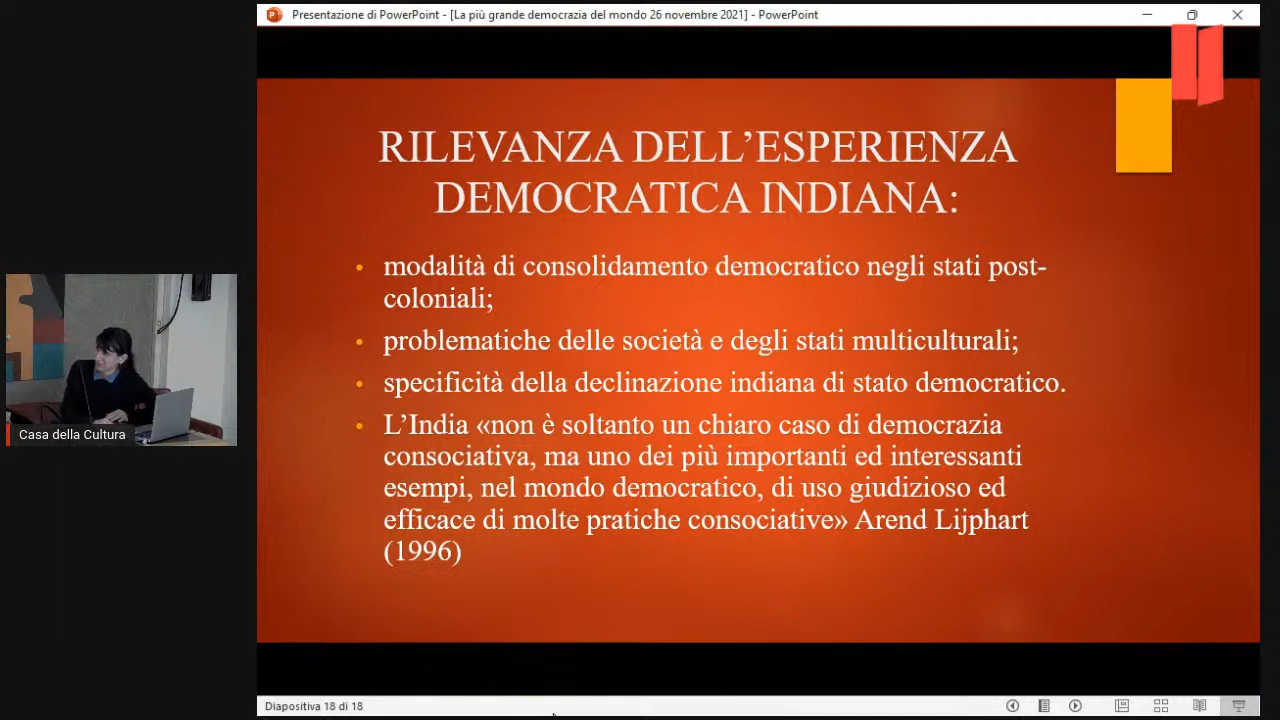 Presentazione di PowerPoint - [La più grande democrazia del mondo 26 novembre 2021] - PowerPoint
RILEVANZA DELL’ESPERIENZA
DEMOCRATICA INDIANA:
• modalità di consolidamento democratico negli stati post-
coloniali;
• problematiche delle società e degli stati multiculturali;
• specificità della declinazione indiana di stato democratico.
• L’India «non è soltanto un chiaro caso di democrazia
consociativa, ma uno dei più importanti ed interessanti
esempi, nel mondo democratico, di uso giudizioso ed
efficace di molte pratiche consociative» Arend Lijphart
(1996)
Casa della Cultura
Diapositiva 18 di 18